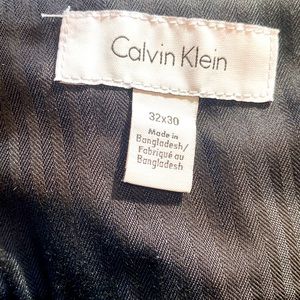 Calvin Klein
32x30
Made in
Bangladesh/
Fabriqué au
Bangladesh